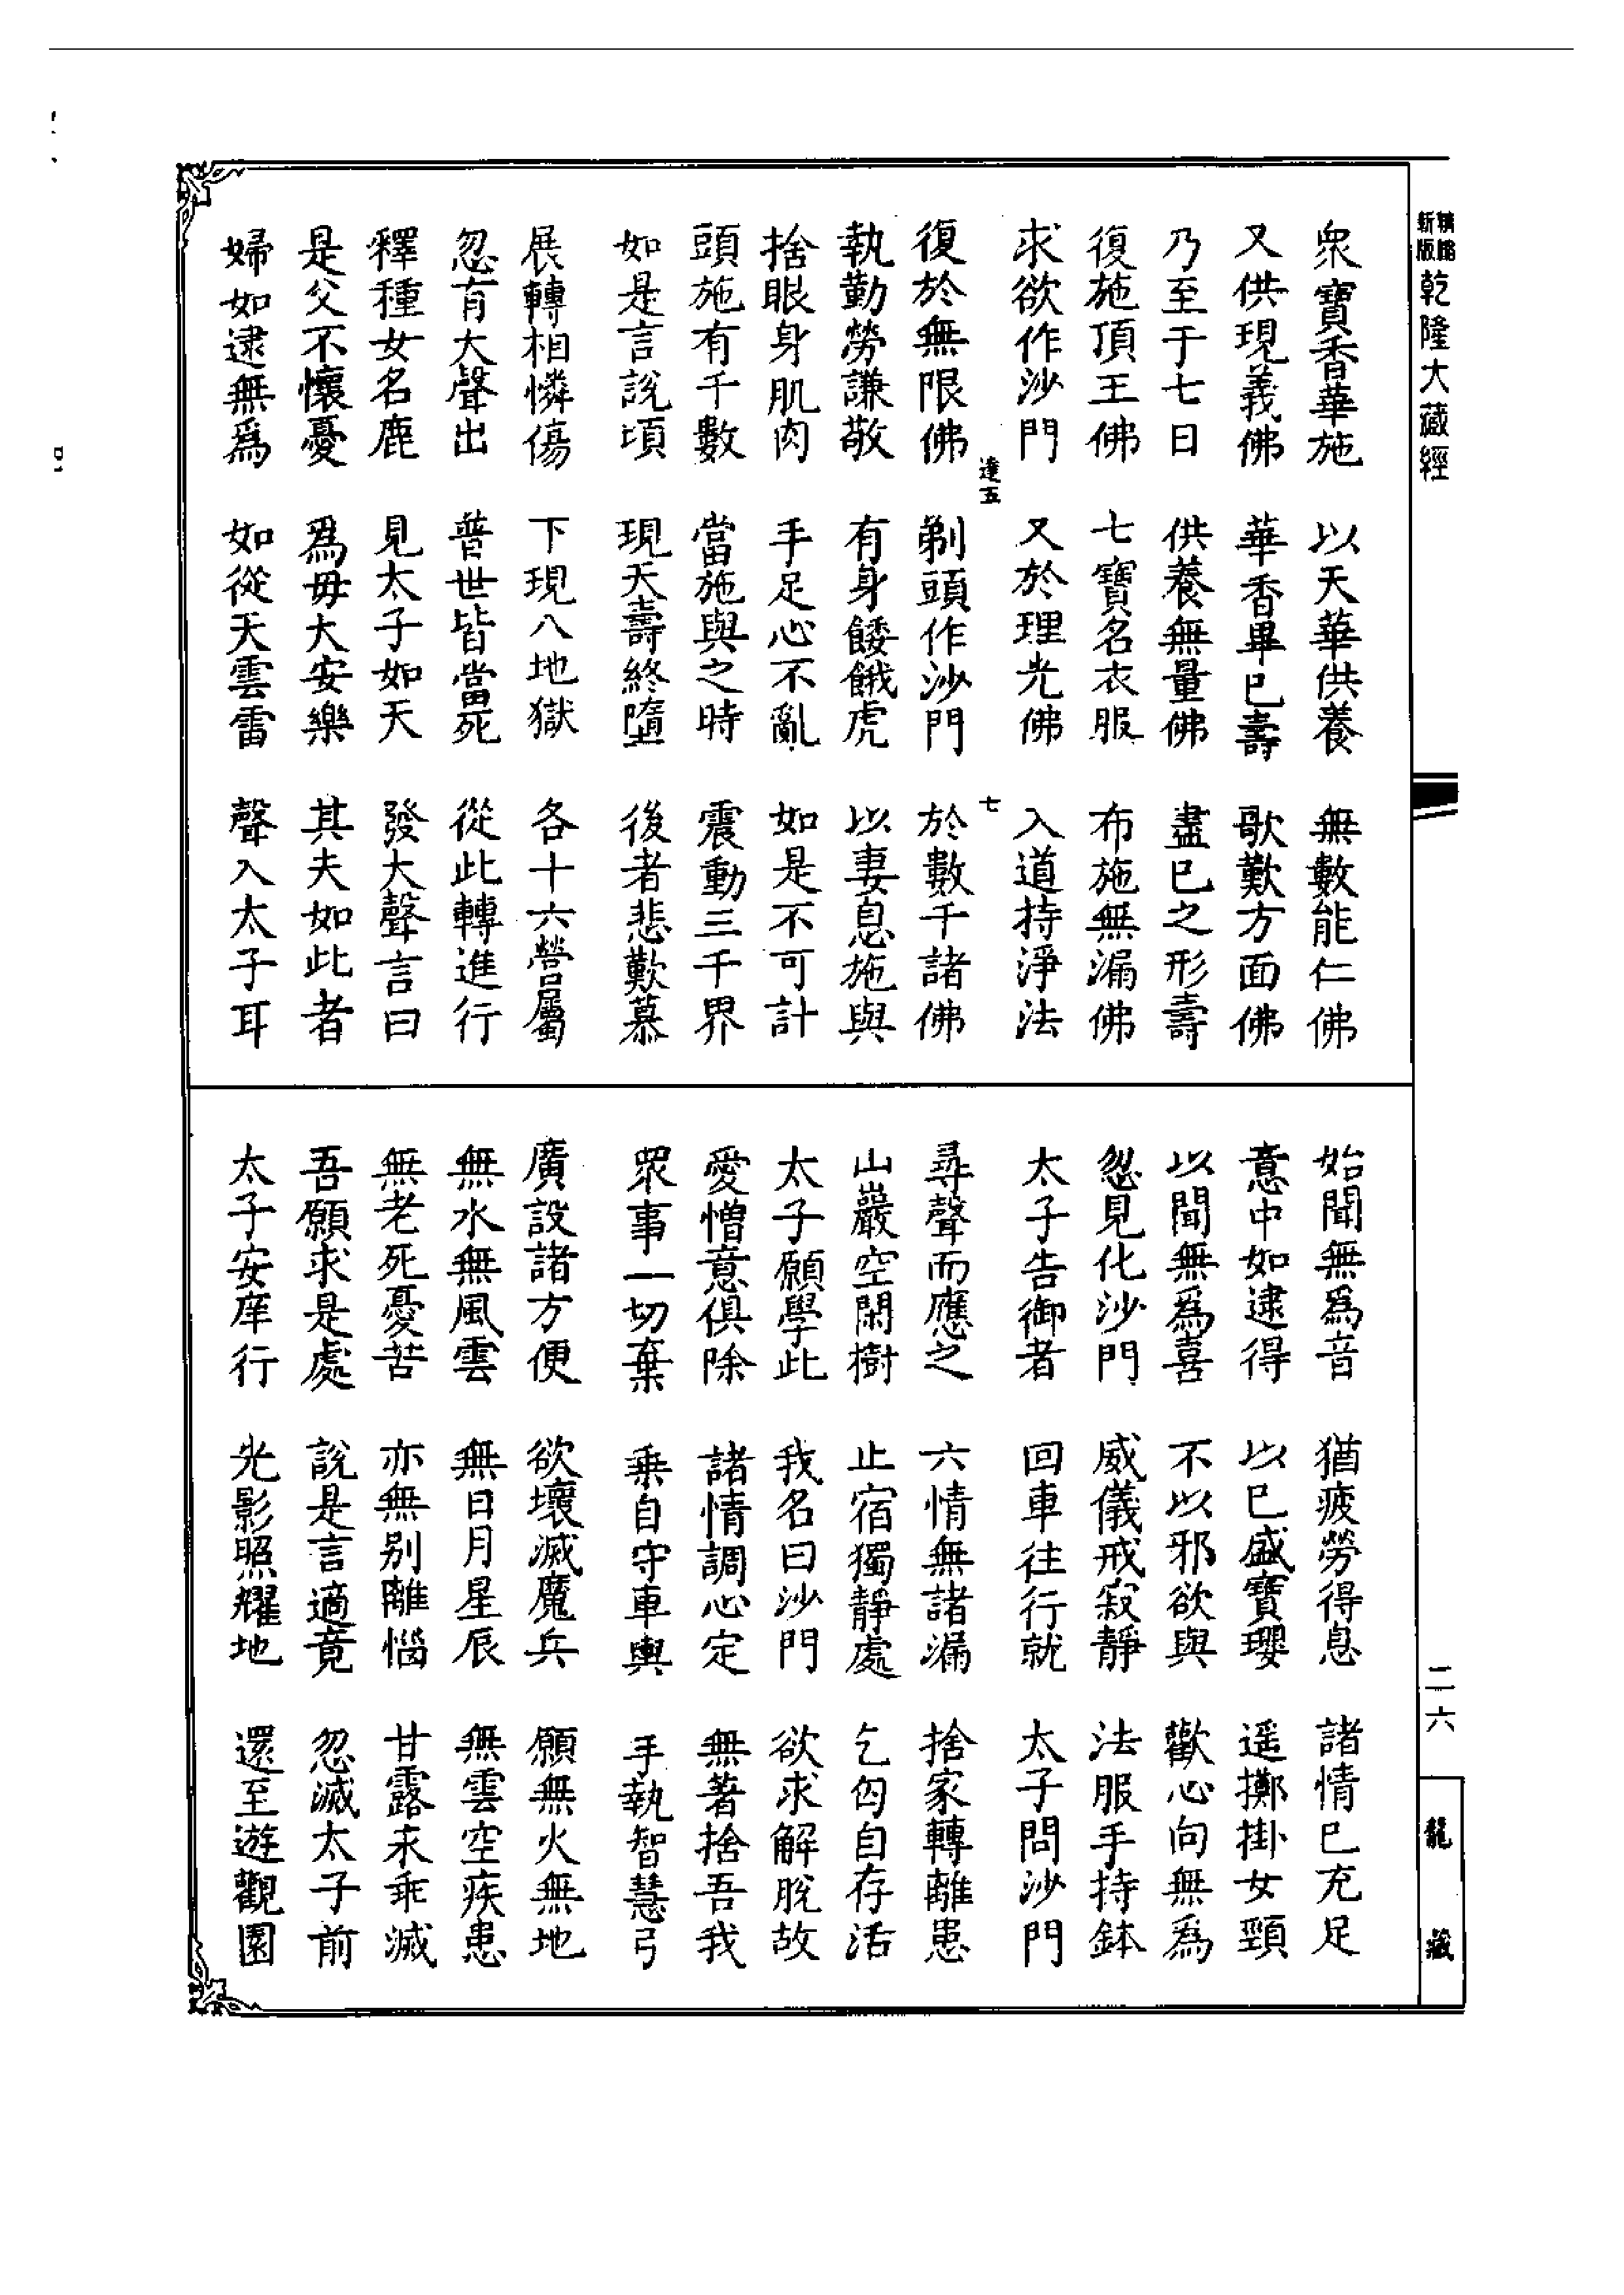 新版 精縮 乾隆大藏經
衆寶香華施 以天華供養 無數能仁佛
又供現義佛 華香畢已壽 歌歎方面佛
乃至于七日 供養無量佛 盡已之形壽
復施頂王佛 七寶名衣服 布施無漏佛
求欲作沙門 又於理光佛 入道持淨法
達五 七
復於無限佛 剃頭作沙門 於數千諸佛
執勤勞謙敬 有身餧餓虎 以妻息施與
捨眼身肌肉 手足心不亂 如是不可計
頭施有千數 當施與之時 震動三千界
如是言說頃 現天壽終墮 後者悲歎慕
展轉相憐傷 下現八地獄 各十六營屬
忽有大聲出 普世皆當死 從此轉進行
釋種女名鹿 見太子如天 發大聲言曰
是父不懷憂 爲毋大安樂 其夫如此者
婦如逮無爲 如從天雲雷 聲入太子耳
始聞無爲音 猶疲勞得息 諸情已充足
意中如逮得 以已盛寶瓔 遥擲掛女頸
以聞無爲喜 不以邪欲與 歡心向無爲
忽見化沙門 威儀戒寂靜 法服手持鉢
太子告御者 回車往行就 太子問沙門
尋聲而應之 六情無諸漏 捨家轉離患
山巖空閑樹 止宿獨靜處 乞匃自存活
太子願學此 我名曰沙門 欲求解脫故
愛憎意俱除 諸情調心定 無著捨吾我
眾事一切棄 乗自守車輿 手執智慧弓
廣設諸方便 欲壞滅魔兵 願無火無地
無水無風雲 無日月星辰 無雲空疾患
無老死憂苦 亦無别離惱 甘露未乖滅
吾願求是處 說是言適竟 忽滅太子前
太子安庠行 光影照耀地 還至遊觀園
二六
龍藏